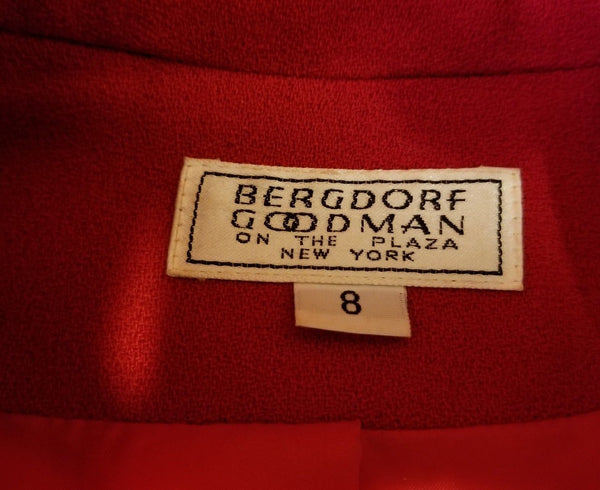 BERGDORF
GOODMAN
ON THE PLAZA
NEW YORK
8